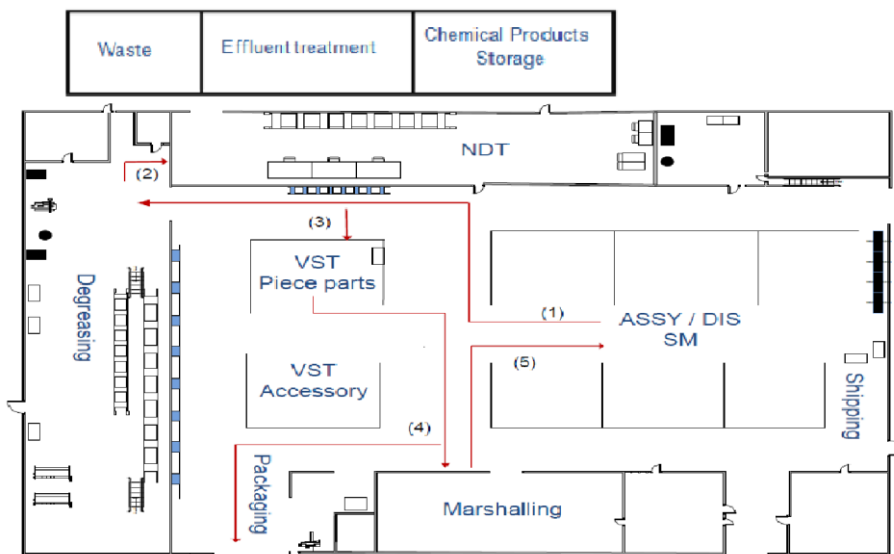 Waste
Effluent treatment
Chemical Products
Storage
NDT
(2)
(3)
VST
Piece parts
Degreasing
(1)
ASSY / DIS
SM
VST
Accessory
(5)
Shipping
(4)
Packaging
Marshalling